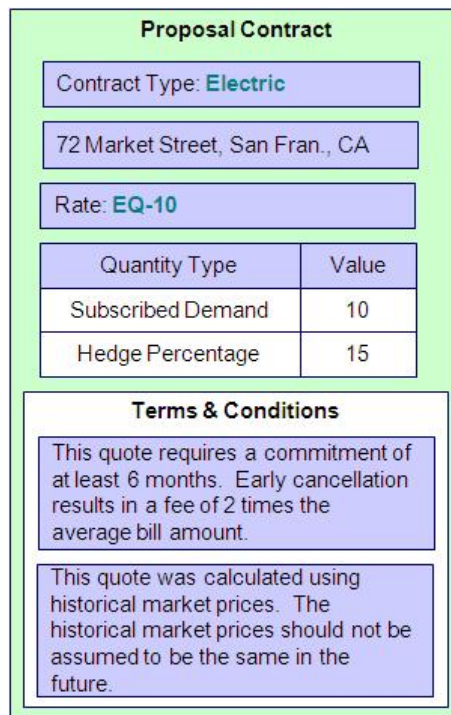 Proposal Contract
Contract Type: Electric
72 Market Street, San Fran., CA
Rate: EQ-10
Quantity Type Value
Subscribed Demand 10
Hedge Percentage 15
Terms & Conditions
This quote requires a commitment of
at least 6 months.  Early cancellation
results in a fee of 2 times the
average bill amount.
This quote was calculated using
historical market prices.  The
historical market prices should not be
assumed to be the same in the
future.